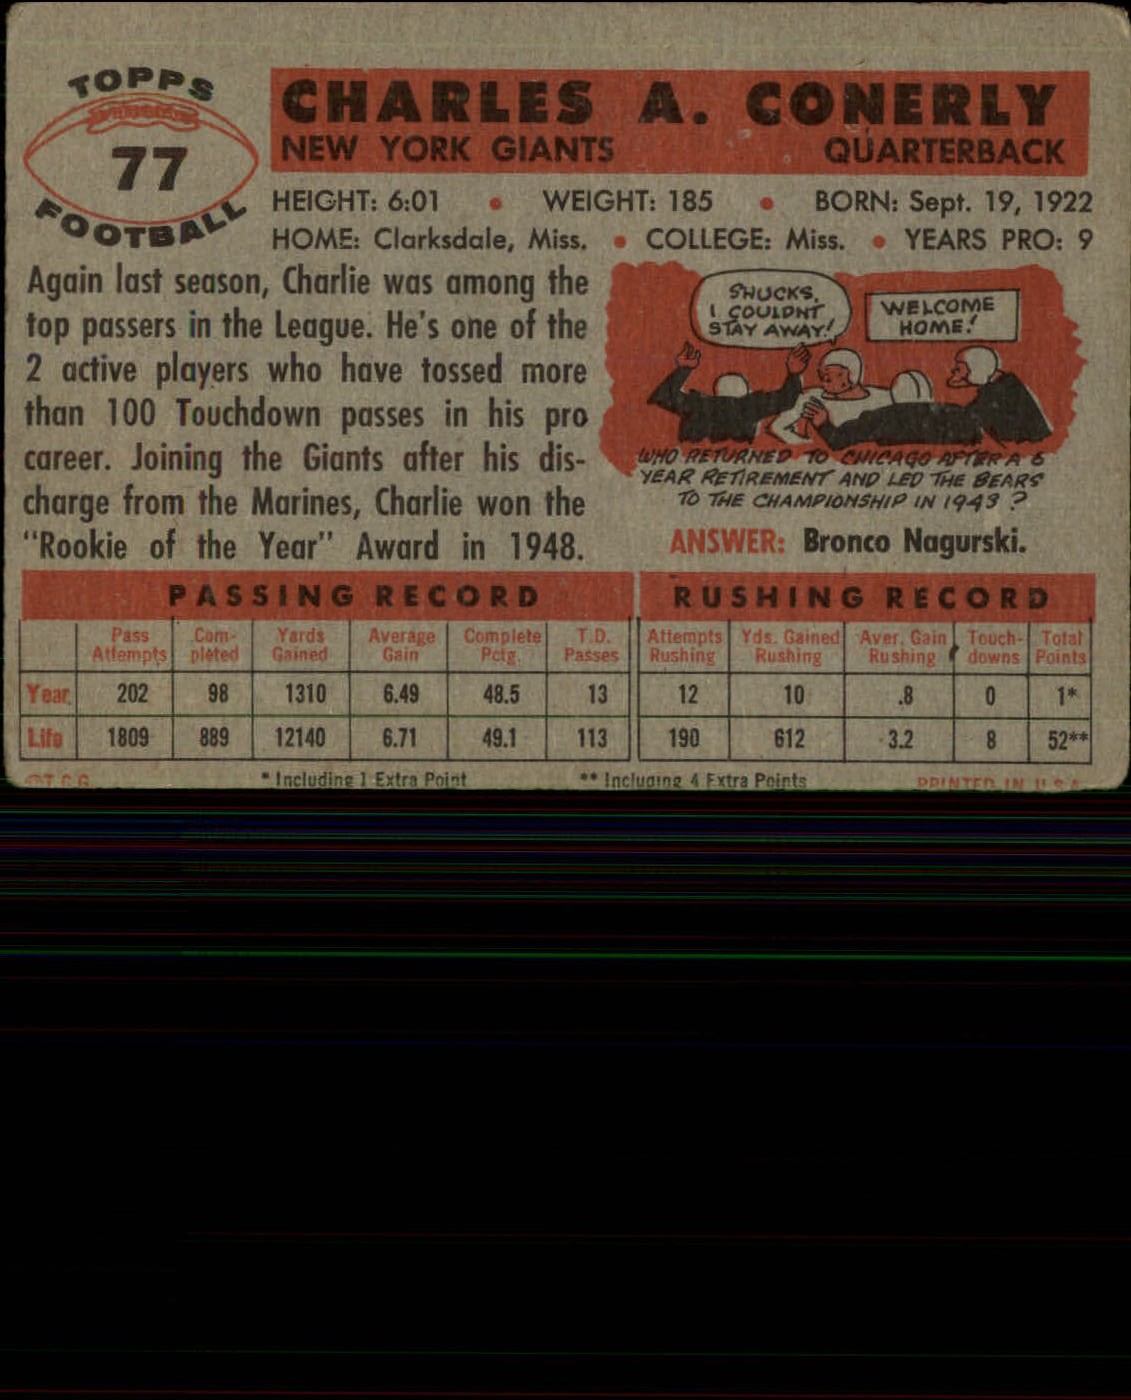 TOPPS
77
FOOTBALL
CHARLES A. CONERLY
NEW YORK GIANTS QUARTERBACK
HEIGHT: 6:01 • WEIGHT: 185 • BORN: Sept. 19, 1922
HOME: Clarksdale, Miss. • COLLEGE: Miss. • YEARS PRO: 9
Again last season, Charlie was among the
top passers in the League. He's one of the
2 active players who have tossed more
than 100 Touchdown passes in his pro
career. Joining the Giants after his dis-
charge from the Marines, Charlie won the
"Rookie of the Year" Award in 1948.
SHUCKS,
I COULDNT
STAY AWAY!
WELCOME
HOME!
WHO RETURNED TO CHICAGO AFTER A 6
YEAR RETIREMENT AND LED THE BEARS
TO THE CHAMPIONSHIP IN 1943 ?
ANSWER: Bronco Nagurski.
PASSING RECORD RUSHING RECORD
Pass Com- Yards Average Complete T.D. Attempts Yds. Gained Aver. Gain Touch- Total
Attempts pleted Gained Gain Pctg. Passes Rushing Rushing Rushing downs Points
Year 202 98 1310 6.49 48.5 13 12 10 .8 0 1*
Life 1809 889 12140 6.71 49.1 113 190 612 3.2 8 52**
©T.C.G. * Including 1 Extra Point ** Including 4 Extra Points PRINTED IN U.S.A.